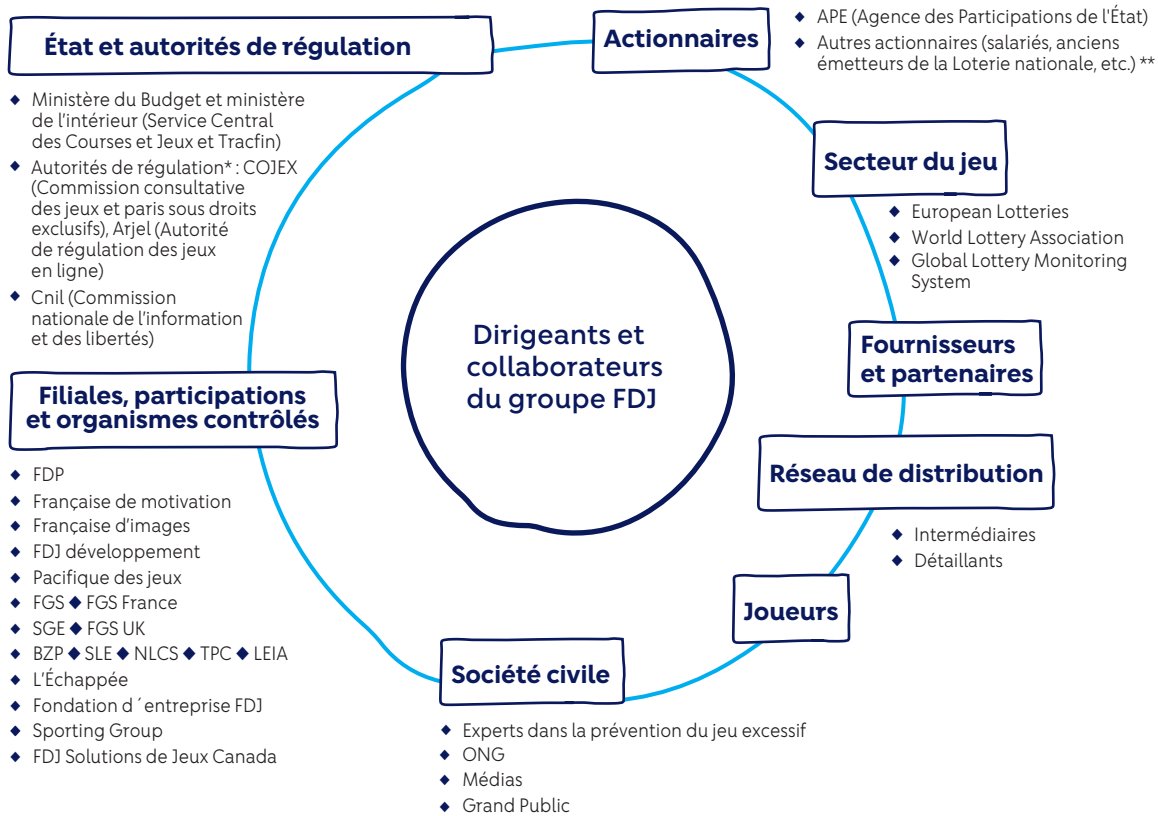 État et autorités de régulation
◆ Ministère du Budget et ministère
de l'intérieur (Service Central
des Courses et Jeux et Tracfin)
◆ Autorités de régulation* : COJEX
(Commission consultative
des jeux et paris sous droits
exclusifs), Arjel (Autorité
de régulation des jeux
en ligne)
◆ Cnil (Commission
nationale de l'information
et des libertés)
Actionnaires
◆ APE (Agence des Participations de l'État)
◆ Autres actionnaires (salariés, anciens
émetteurs de la Loterie nationale, etc.) **
Secteur du jeu
◆ European Lotteries
◆ World Lottery Association
◆ Global Lottery Monitoring
System
Dirigeants et
collaborateurs
du groupe FDJ
Fournisseurs
et partenaires
Filiales, participations
et organismes contrôlés
◆ FDP
◆ Française de motivation
◆ Française d'images
◆ FDJ développement
◆ Pacifique des jeux
◆ FGS ◆ FGS France
◆ SGE ◆ FGS UK
◆ BZP ◆ SLE ◆ NLCS ◆ TPC ◆ LEIA
◆ L'Échappée
◆ Fondation d´entreprise FDJ
◆ Sporting Group
◆ FDJ Solutions de Jeux Canada
Réseau de distribution
◆ Intermédiaires
◆ Détaillants
Joueurs
Société civile
◆ Experts dans la prévention du jeu excessif
◆ ONG
◆ Médias
◆ Grand Public